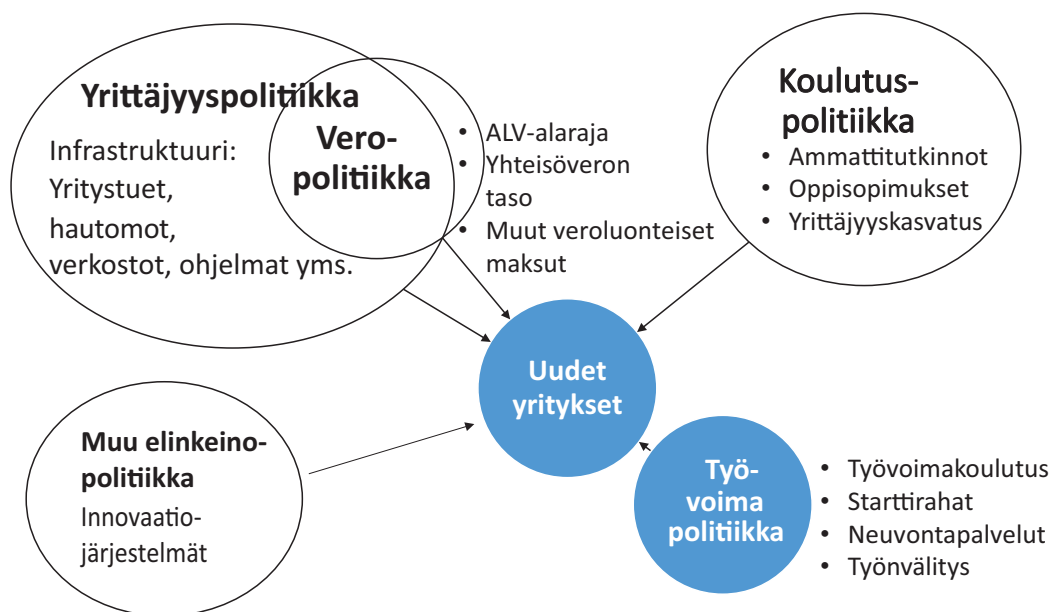 Yrittäjyyspolitiikka
Infrastruktuuri:
Yritystuet,
hautomot,
verkostot, ohjelmat yms.
Vero-
politiikka
• ALV-alaraja
• Yhteisöveron
taso
• Muut veroluonteiset
maksut
Koulutus-
politiikka
• Ammattitutkinnot
• Oppisopimukset
• Yrittäjyyskasvatus
Uudet
yritykset
Muu elinkeino-
politiikka
Innovaatio-
järjestelmät
Työ-
voima
politiikka
• Työvoimakoulutus
• Starttirahat
• Neuvontapalvelut
• Työnvälitys